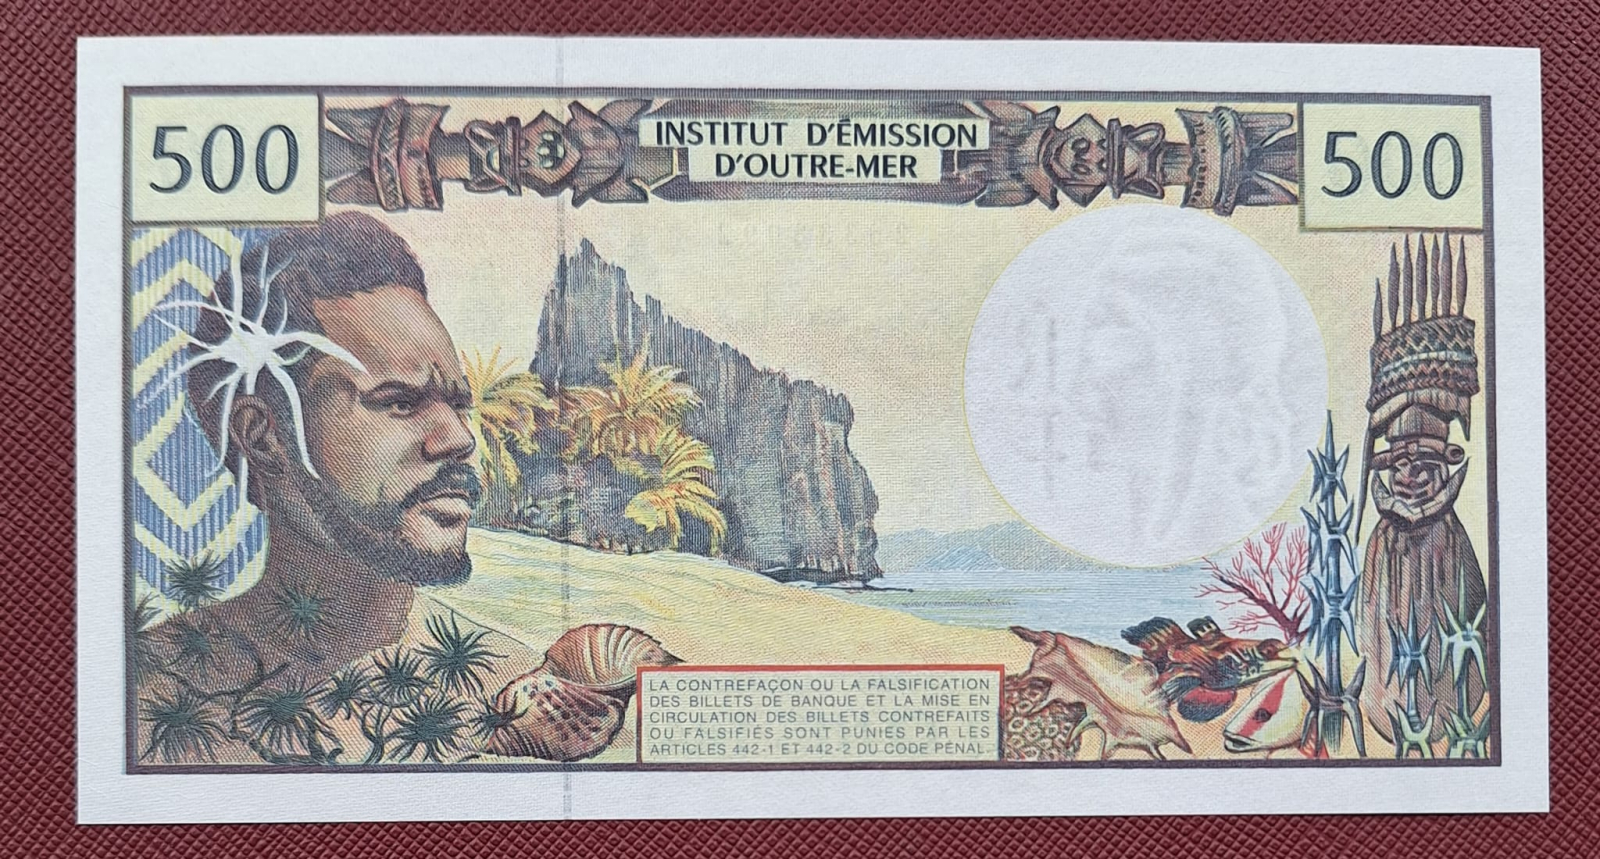 500
INSTITUT D'ÉMISSION
D'OUTRE-MER
500
LA CONTREFAÇON OU LA FALSIFICATION
DES BILLETS DE BANQUE ET LA MISE EN
CIRCULATION DES BILLETS CONTREFAITS
OU FALSIFIÉS SONT PUNIES PAR LES
ARTICLES 442-1 ET 442-2 DU CODE PÉNAL.